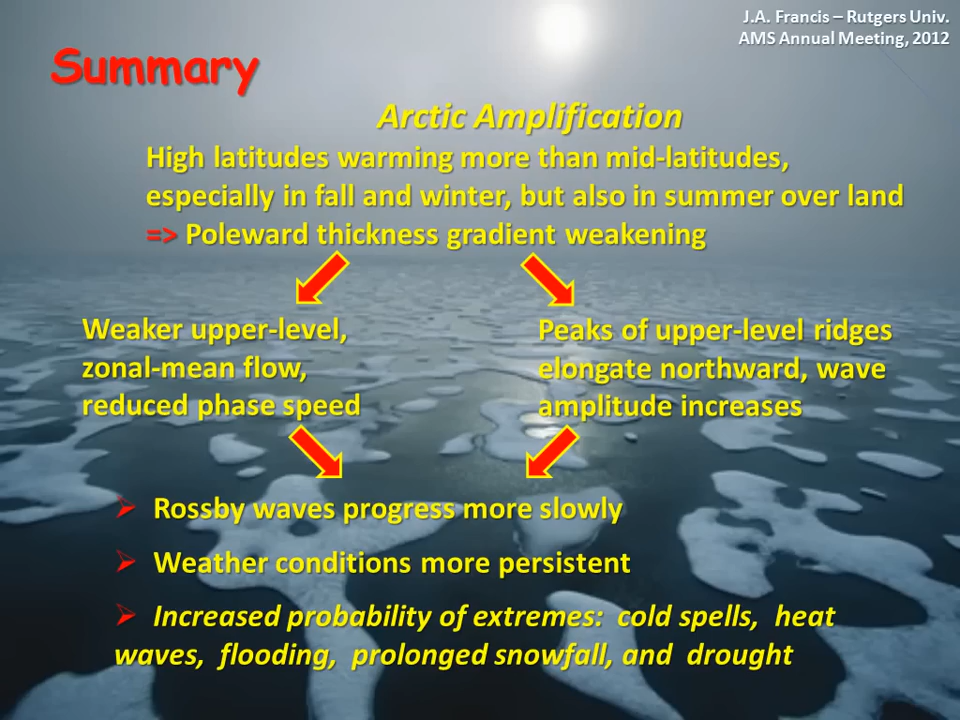 J.A. Francis – Rutgers Univ.
AMS Annual Meeting, 2012
Summary
Arctic Amplification
High latitudes warming more than mid-latitudes,
especially in fall and winter, but also in summer over land
=> Poleward thickness gradient weakening
Weaker upper-level,
zonal-mean flow,
reduced phase speed
Peaks of upper-level ridges
elongate northward, wave
amplitude increases
➢ Rossby waves progress more slowly
➢ Weather conditions more persistent
➢ Increased probability of extremes: cold spells, heat
waves, flooding, prolonged snowfall, and drought